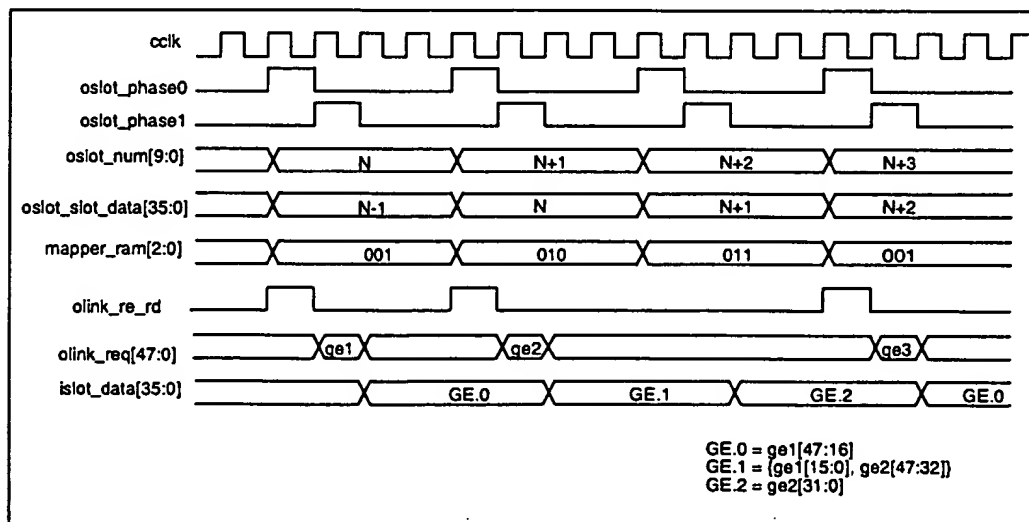 cclk
oslot_phase0
oslot_phase1
oslot_num[9:0] N N+1 N+2 N+3
oslot_slot_data[35:0] N-1 N N+1 N+2
mapper_ram[2:0] 001 010 011 001
olink_re_rd
olink_req[47:0] ge1 ge2 ge3
islot_data[35:0] GE.0 GE.1 GE.2 GE.0
GE.0 = ge1[47:16]
GE.1 = {ge1[15:0], ge2[47:32]}
GE.2 = ge2[31:0]